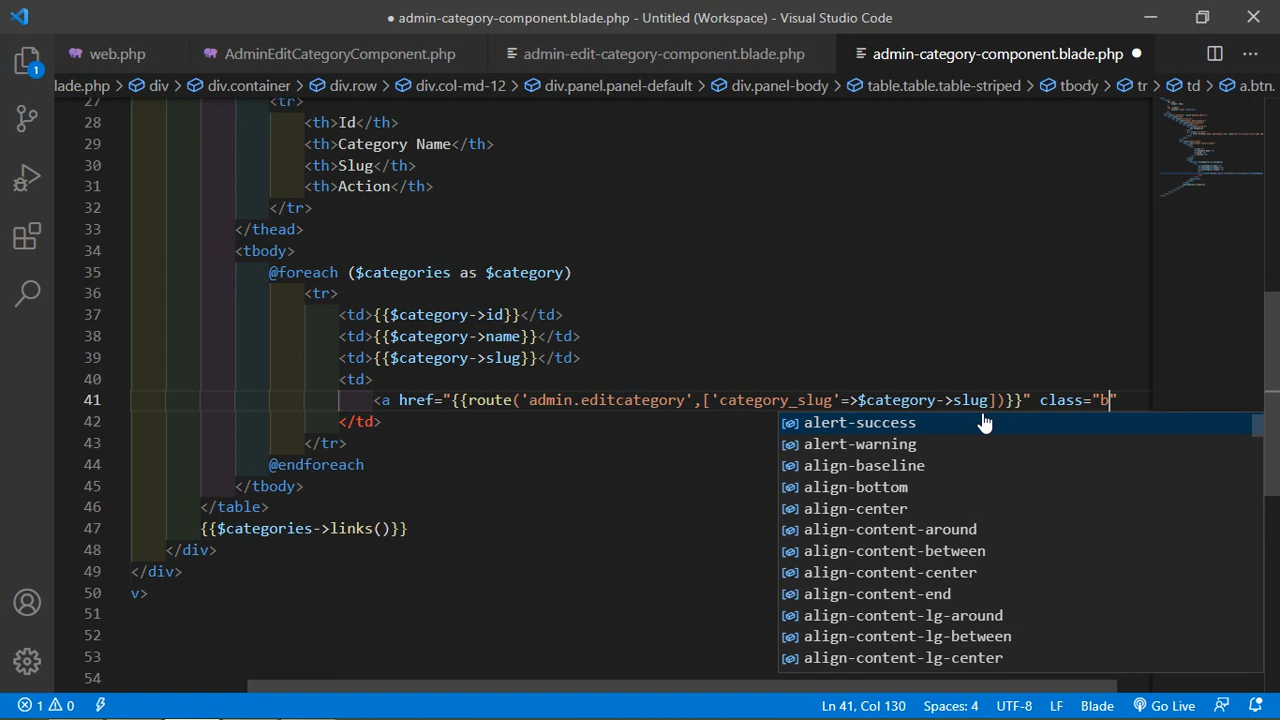 ● admin-category-component.blade.php - Untitled (Workspace) - Visual Studio Code
1
web.php
AdminEditCategoryComponent.php
admin-edit-category-component.blade.php
admin-category-component.blade.php ●
lade.php > div > div.container > div.row > div.col-md-12 > div.panel.panel-default > div.panel-body > table.table.table-striped > tbody > tr > td > a.btn.
27 <tr>
28 <th>Id</th>
29 <th>Category Name</th>
30 <th>Slug</th>
31 <th>Action</th>
32 </tr>
33 </thead>
34 <tbody>
35 @foreach ($categories as $category)
36 <tr>
37 <td>{{$category->id}}</td>
38 <td>{{$category->name}}</td>
39 <td>{{$category->slug}}</td>
40 <td>
41 <a href="{{route('admin.editcategory',['category_slug'=>$category->slug])}}" class="b"
42 </td>
43 </tr>
44 @endforeach
45 </tbody>
46 </table>
47 {{$categories->links()}}
48 </div>
49 </div>
50 v>
51
52
53
54
alert-success
alert-warning
align-baseline
align-bottom
align-center
align-content-around
align-content-between
align-content-center
align-content-end
align-content-lg-around
align-content-lg-between
align-content-lg-center
1 0 Ln 41, Col 130 Spaces: 4 UTF-8 LF Blade Go Live